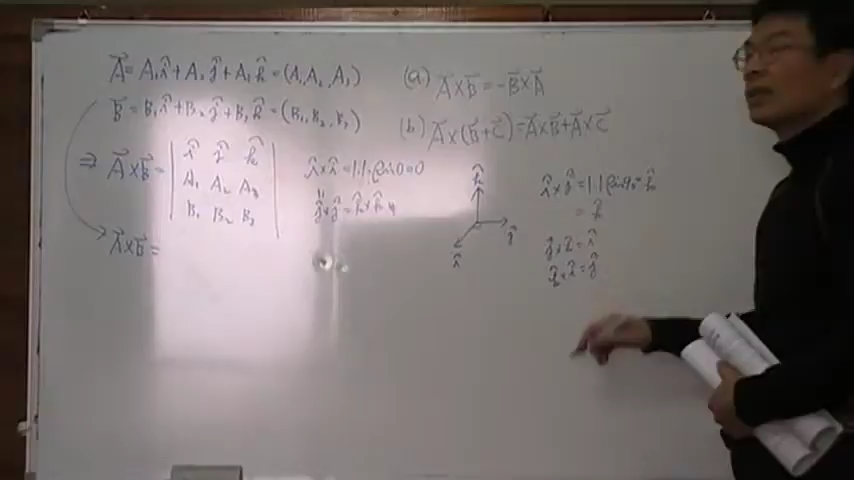 A⃗=A₁î+A₂ĵ+A₃k̂=(A₁,A₂,A₃)
B⃗=B₁î+B₂ĵ+B₃k̂=(B₁,B₂,B₃)
⇒ A⃗×B⃗=| î ĵ k̂
A₁ A₂ A₃
B₁ B₂ B₃ |
A⃗×B⃗=
(a) A⃗×B⃗=-B⃗×A⃗
(b) A⃗×(B⃗+C⃗)=A⃗×B⃗+A⃗×C⃗
î×î=1.1.sin0=0
ĵ×ĵ=k̂×k̂
k̂
ĵ
î
î×ĵ=1.1 sin90°k̂
=k̂
ĵ×k̂=î
k̂×î=ĵ